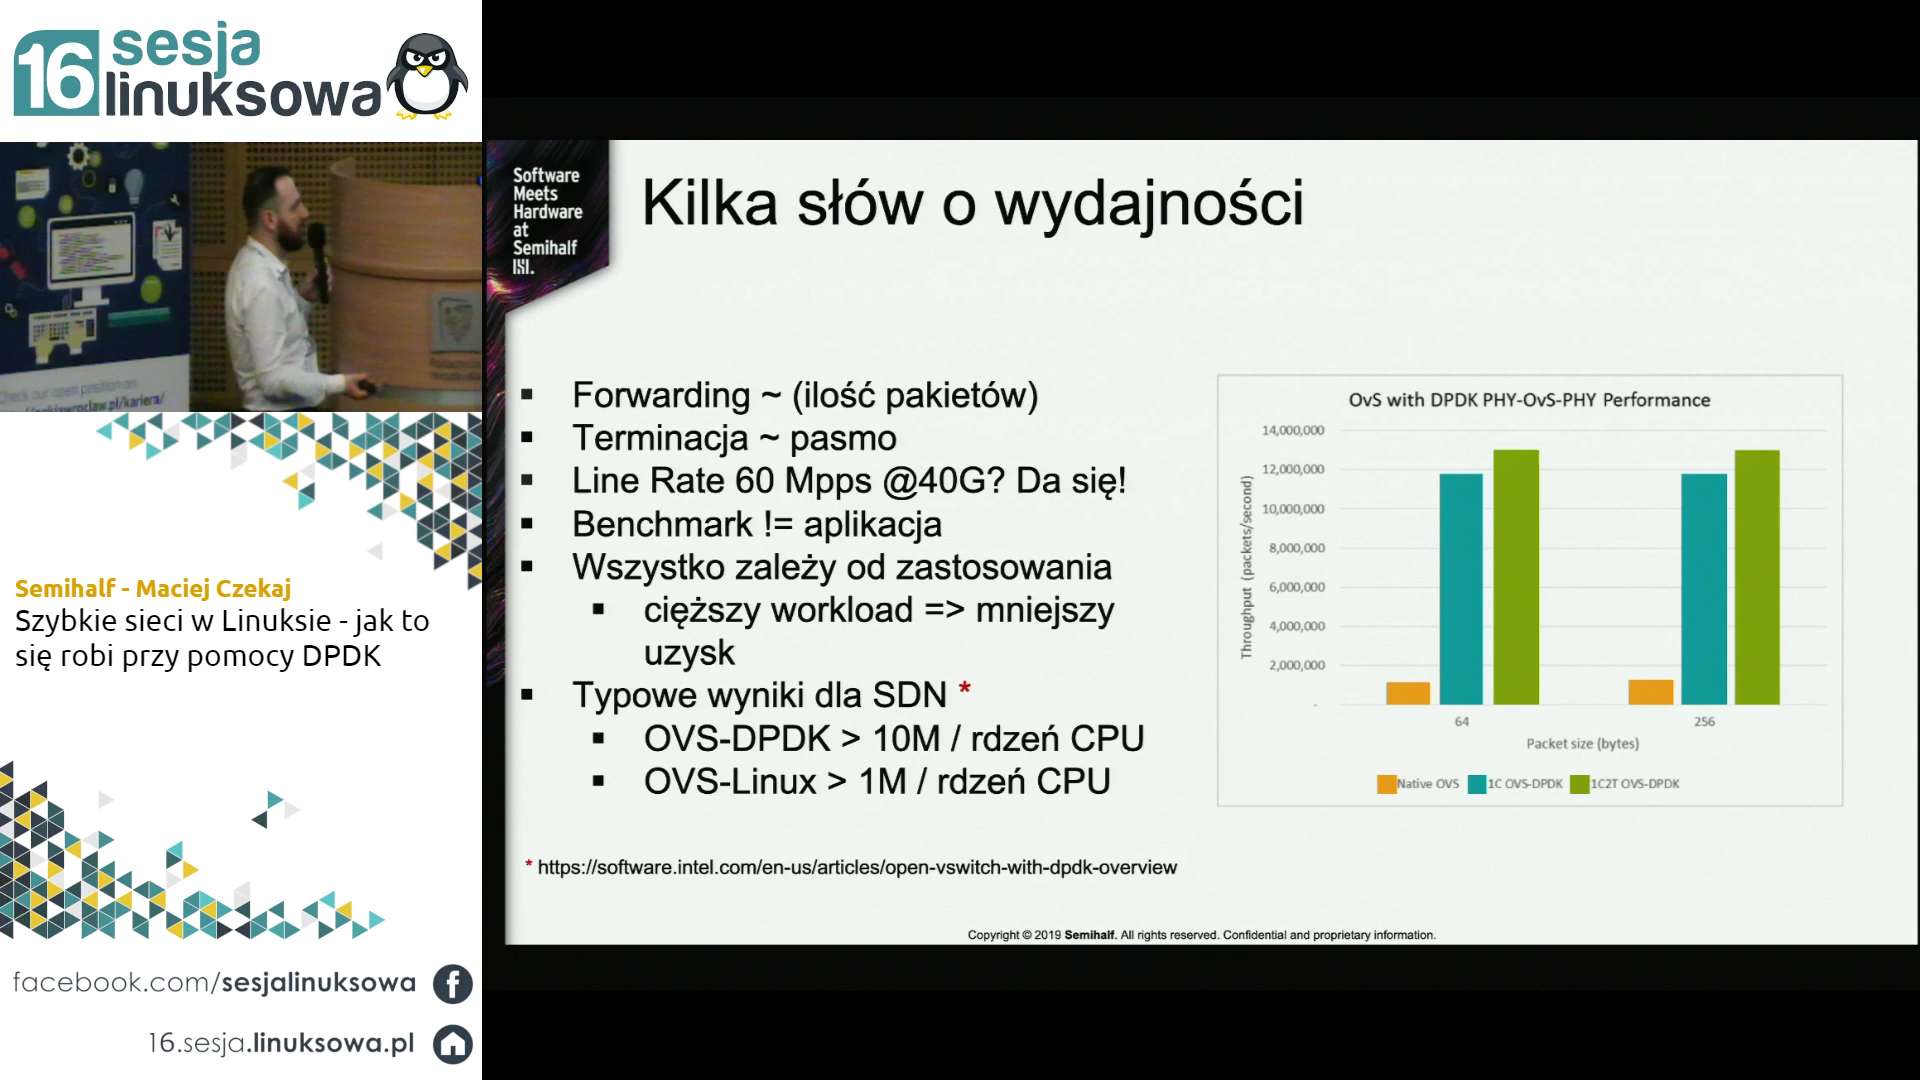 16 sesja
linuksowa
Check our open position on
Semihalf - Maciej Czekaj
Szybkie sieci w Linuksie - jak to
się robi przy pomocy DPDK
facebook.com/sesjalinuksowa
16.sesja.linuksowa.pl
Software
Meets
Hardware
at
Semihalf
Kilka słów o wydajności
▪ Forwarding ~ (ilość pakietów)
▪ Terminacja ~ pasmo
▪ Line Rate 60 Mpps @40G? Da się!
▪ Benchmark != aplikacja
▪ Wszystko zależy od zastosowania
▪ cięższy workload => mniejszy
uzysk
▪ Typowe wyniki dla SDN *
▪ OVS-DPDK > 10M / rdzeń CPU
▪ OVS-Linux > 1M / rdzeń CPU
* https://software.intel.com/en-us/articles/open-vswitch-with-dpdk-overview
OvS with DPDK PHY-OvS-PHY Performance
Throughput (packets/second)
14,000,000
12,000,000
10,000,000
8,000,000
6,000,000
4,000,000
2,000,000
-
64 256
Packet size (bytes)
Native OVS 1C OVS-DPDK 1C2T OVS-DPDK
Copyright © 2019 Semihalf. All rights reserved. Confidential and proprietary information.